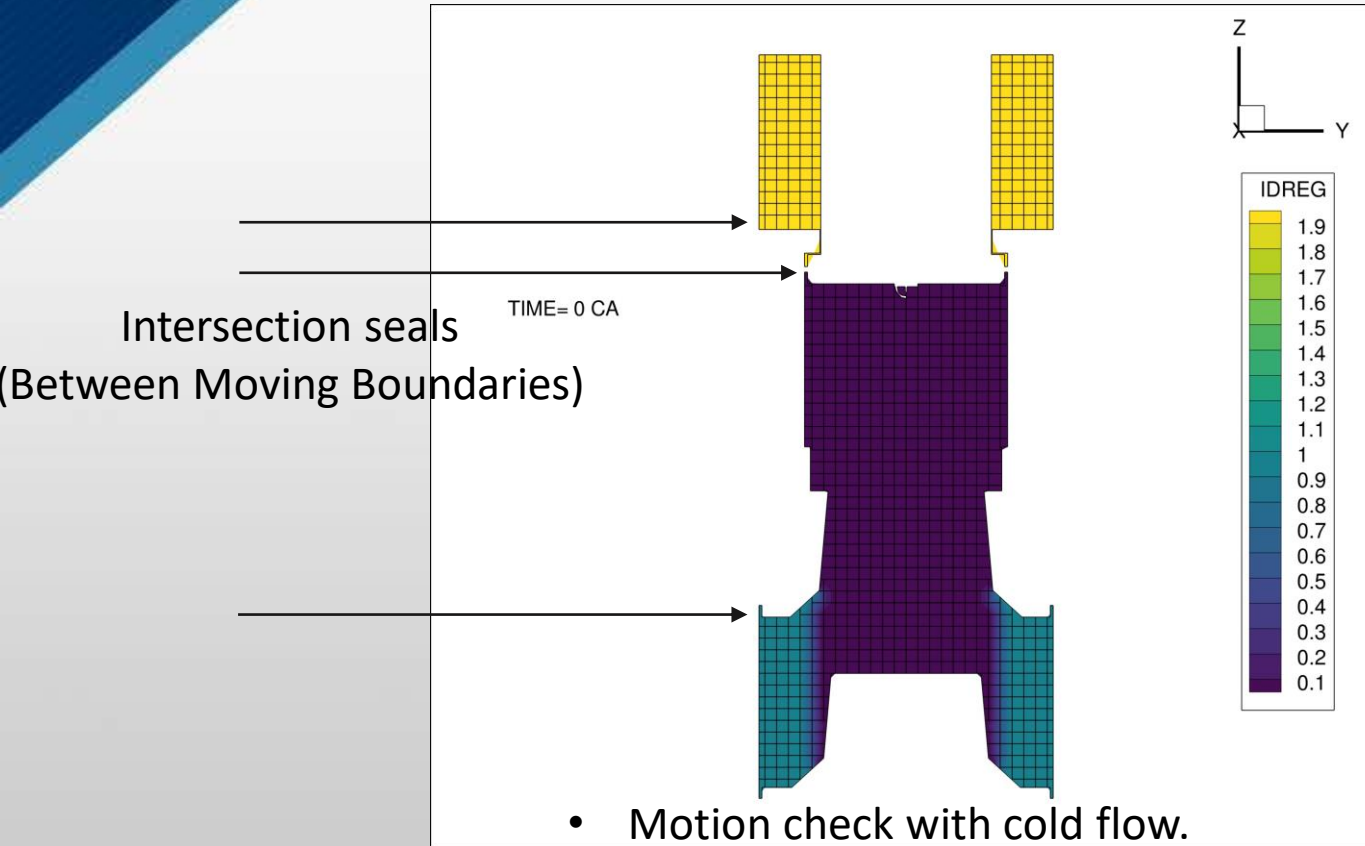 Z
X
Y
IDREG
1.9
1.8
1.7
1.6
1.5
1.4
1.3
1.2
1.1
1
0.9
0.8
0.7
0.6
0.5
0.4
0.3
0.2
0.1
TIME= 0 CA
Intersection seals
(Between Moving Boundaries)
• Motion check with cold flow.